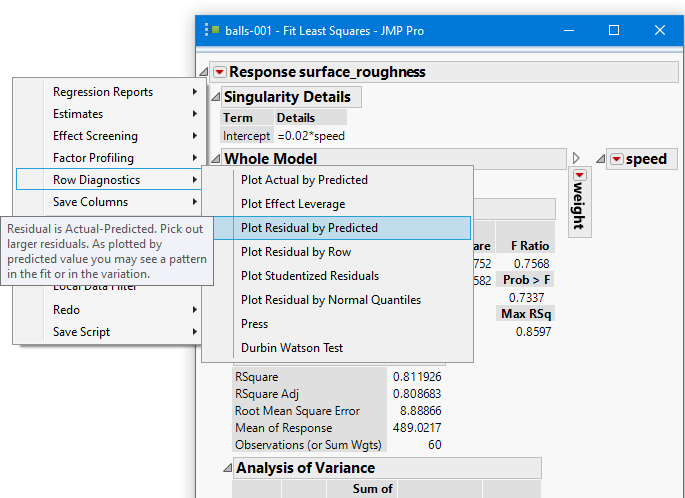 balls-001 - Fit Least Squares - JMP Pro
Response surface_roughness
Singularity Details
Term Details
Intercept =0.02*speed
Whole Model
speed
weight
Regression Reports
Estimates
Effect Screening
Factor Profiling
Row Diagnostics
Save Columns
Residual is Actual-Predicted. Pick out
larger residuals. As plotted by
predicted value you may see a pattern
in the fit or in the variation.
Local Data Filter
Redo
Save Script
Plot Actual by Predicted
Plot Effect Leverage
Plot Residual by Predicted
Plot Residual by Row
Plot Studentized Residuals
Plot Residual by Normal Quantiles
Press
Durbin Watson Test
uare F Ratio
752 0.7568
582 Prob > F
0.7337
Max RSq
0.8597
RSquare 0.811926
RSquare Adj 0.808683
Root Mean Square Error 8.88866
Mean of Response 489.0217
Observations (or Sum Wgts) 60
Analysis of Variance
Sum of